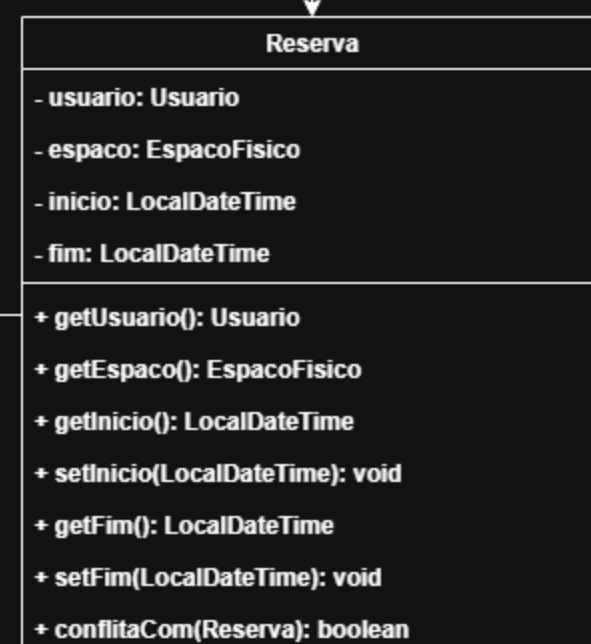 Reserva
- usuario: Usuario
- espaco: EspacoFisico
- inicio: LocalDateTime
- fim: LocalDateTime
+ getUsuario(): Usuario
+ getEspaco(): EspacoFisico
+ getInicio(): LocalDateTime
+ setInicio(LocalDateTime): void
+ getFim(): LocalDateTime
+ setFim(LocalDateTime): void
+ conflitaCom(Reserva): boolean